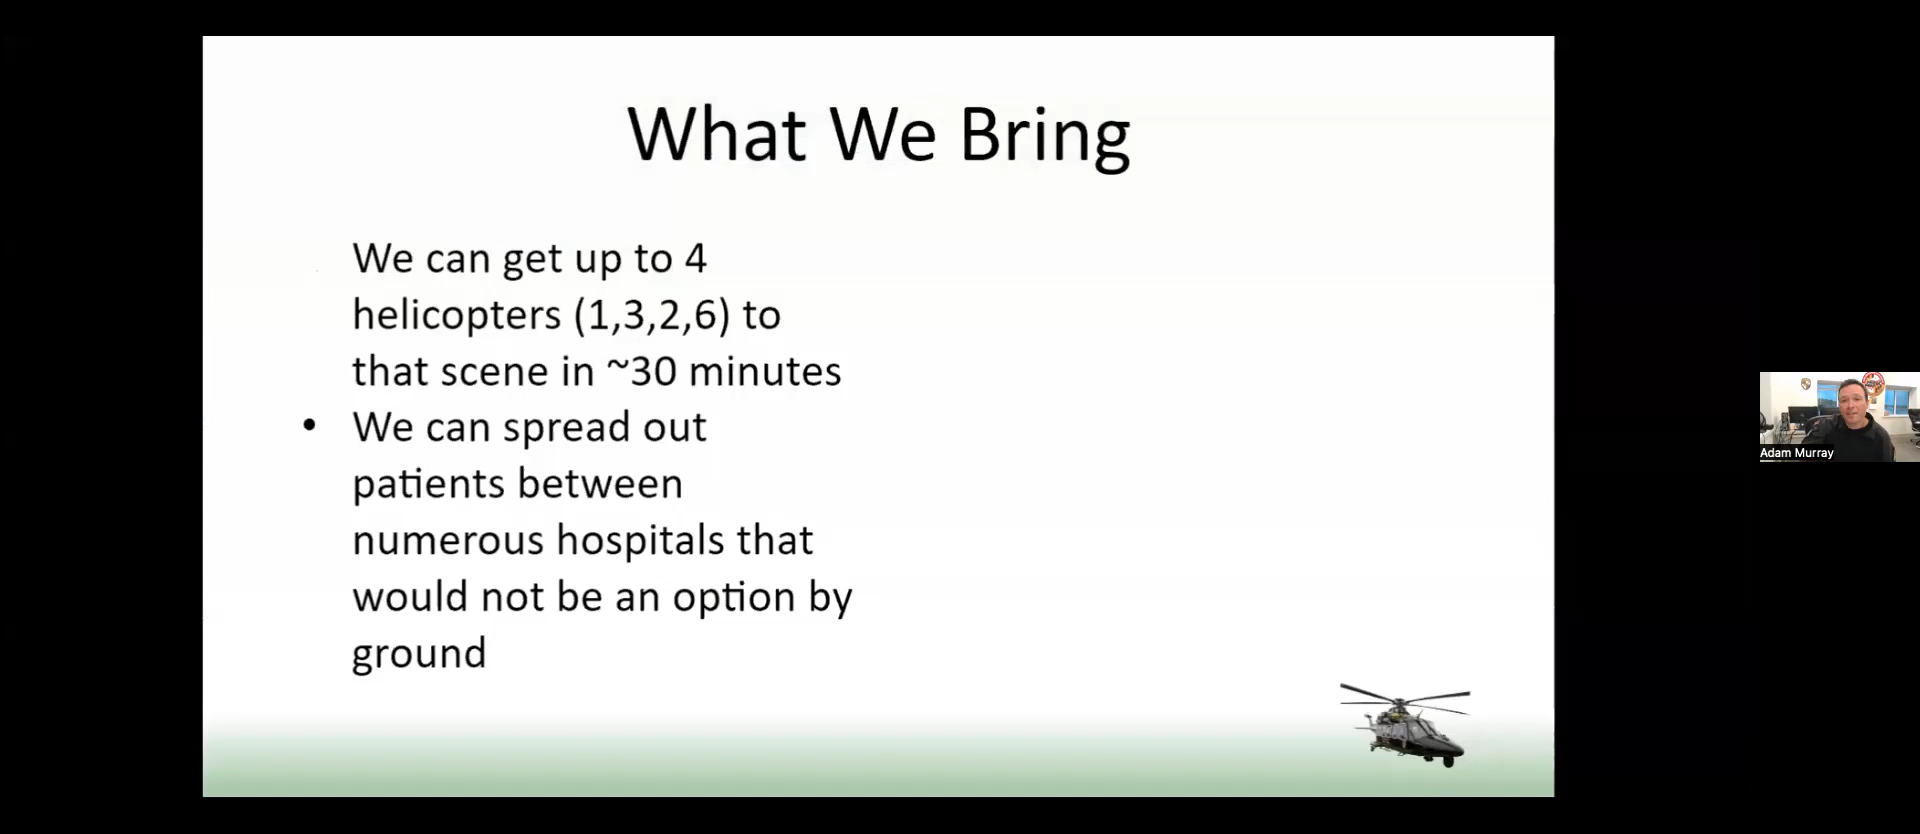 What We Bring
We can get up to 4
helicopters (1,3,2,6) to
that scene in ~30 minutes
• We can spread out
patients between
numerous hospitals that
would not be an option by
ground
Adam Murray